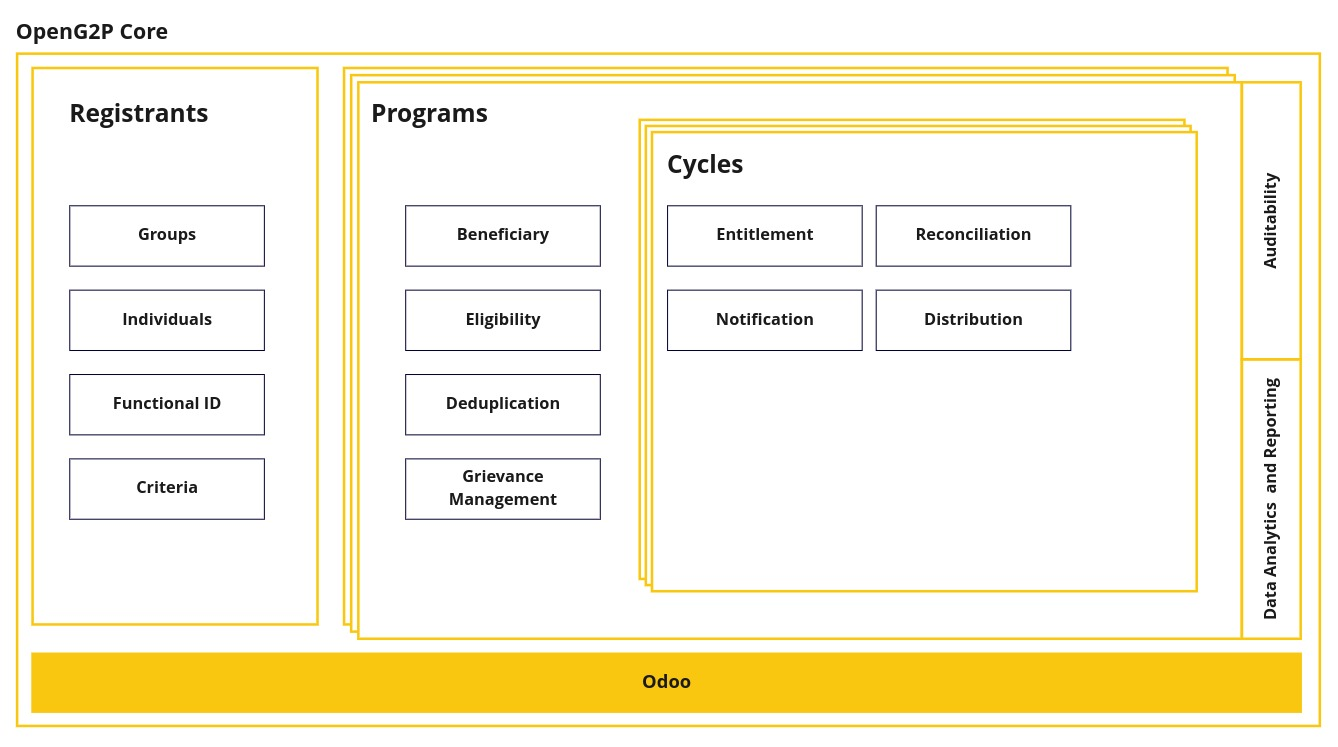 OpenG2P Core
Registrants
Groups
Individuals
Functional ID
Criteria
Programs
Beneficiary
Eligibility
Deduplication
Grievance
Management
Cycles
Entitlement
Reconciliation
Notification
Distribution
Auditability
Data Analytics and Reporting
Odoo